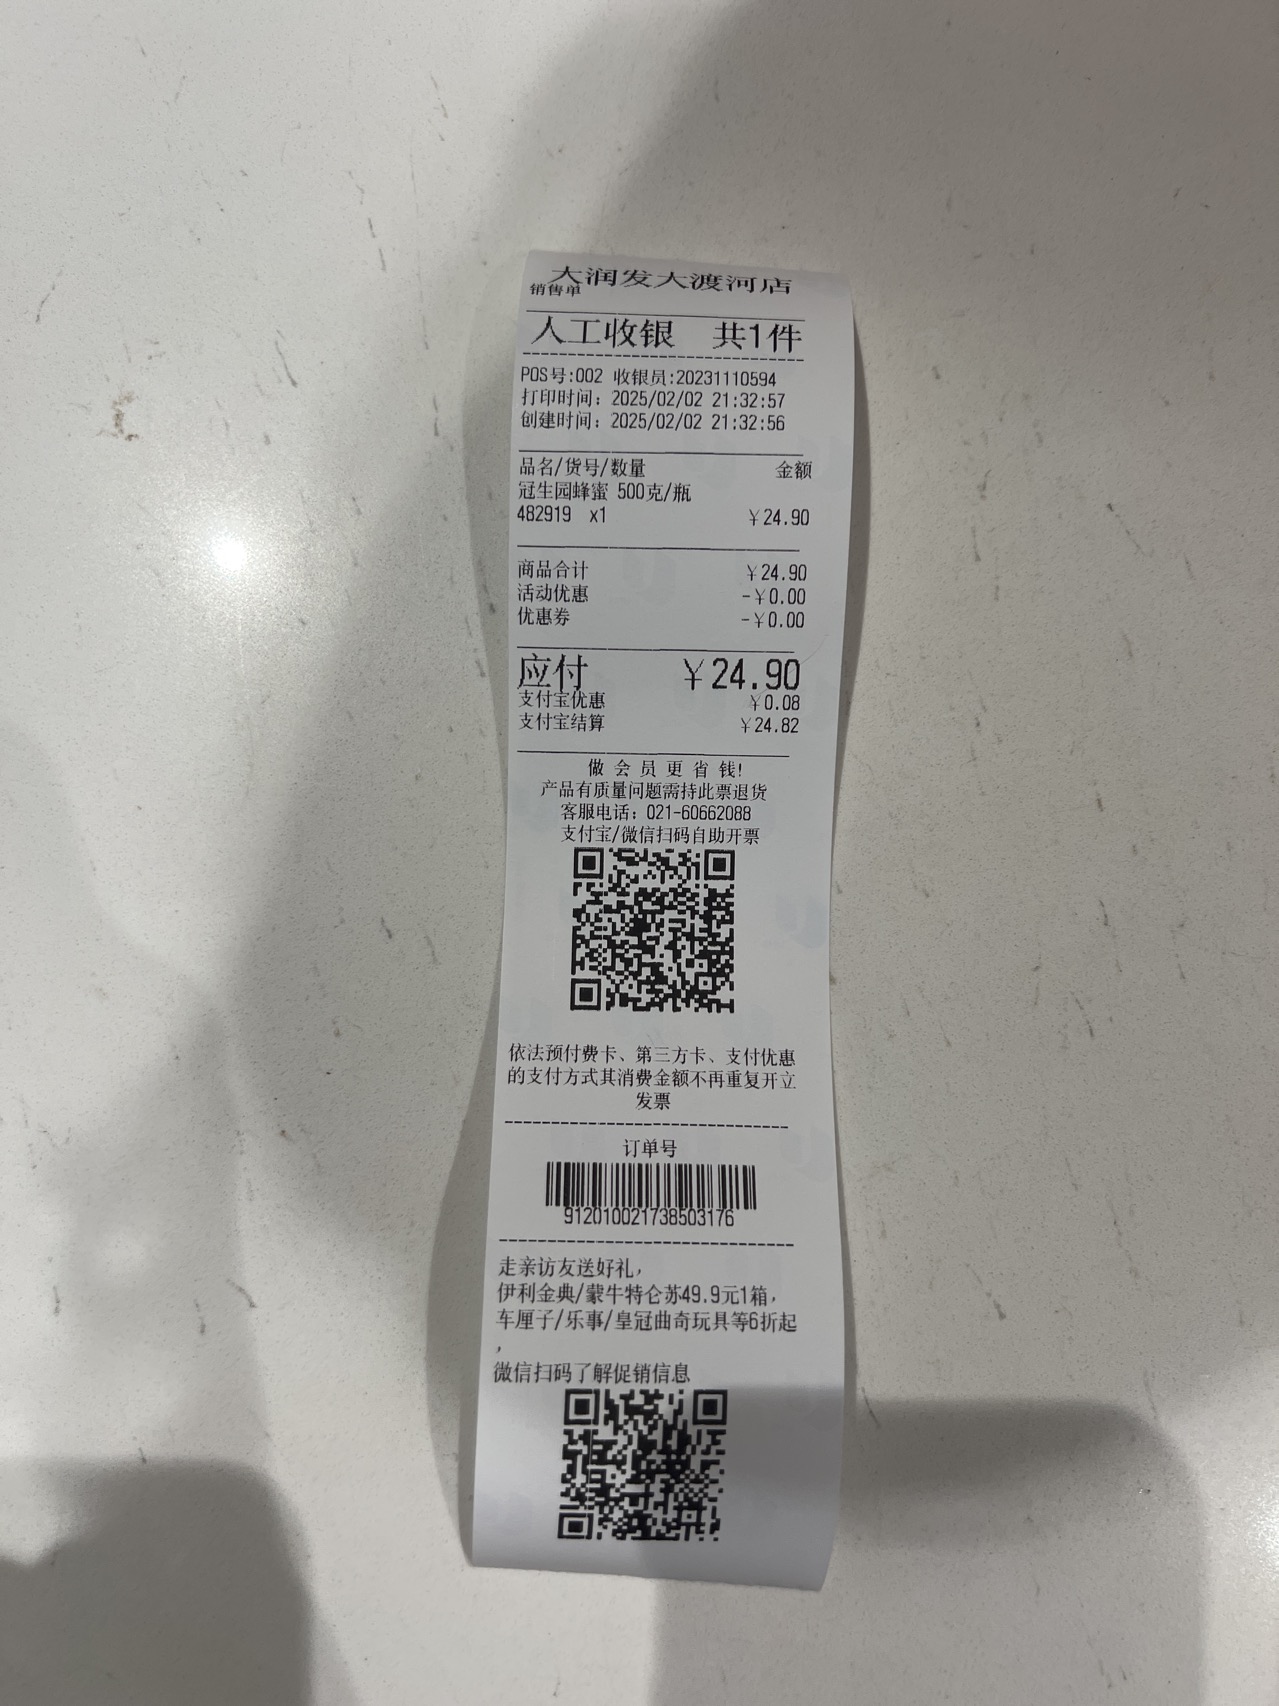 大润发大渡河店
销售单
人工收银 共1件
POS号:002 收银员:20231110594
打印时间: 2025/02/02 21:32:57
创建时间: 2025/02/02 21:32:56
品名/货号/数量 金额
冠生园蜂蜜 500克/瓶
482919 x1 ￥24.90
商品合计 ￥24.90
活动优惠 -￥0.00
优惠券 -￥0.00
应付 ￥24.90
支付宝优惠 ￥0.08
支付宝结算 ￥24.82
做 会 员 更 省 钱!
产品有质量问题需持此票退货
客服电话: 021-60662088
支付宝/微信扫码自助开票
依法预付费卡、第三方卡、支付优惠
的支付方式其消费金额不再重复开立
发票
订单号
912010021738503176
走亲访友送好礼,
伊利金典/蒙牛特仑苏49.9元1箱,
车厘子/乐事/皇冠曲奇玩具等6折起
,
微信扫码了解促销信息